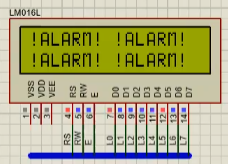 LM016L
!ALARM! !ALARM!
!ALARM! !ALARM!
VSS VDD VEE RS RW E D0 D1 D2 D3 D4 D5 D6 D7
1 2 3 4 5 6 7 8 9 10 11 12 13 14
RS RW E L0 L1 L2 L3 L4 L5 L6 L7